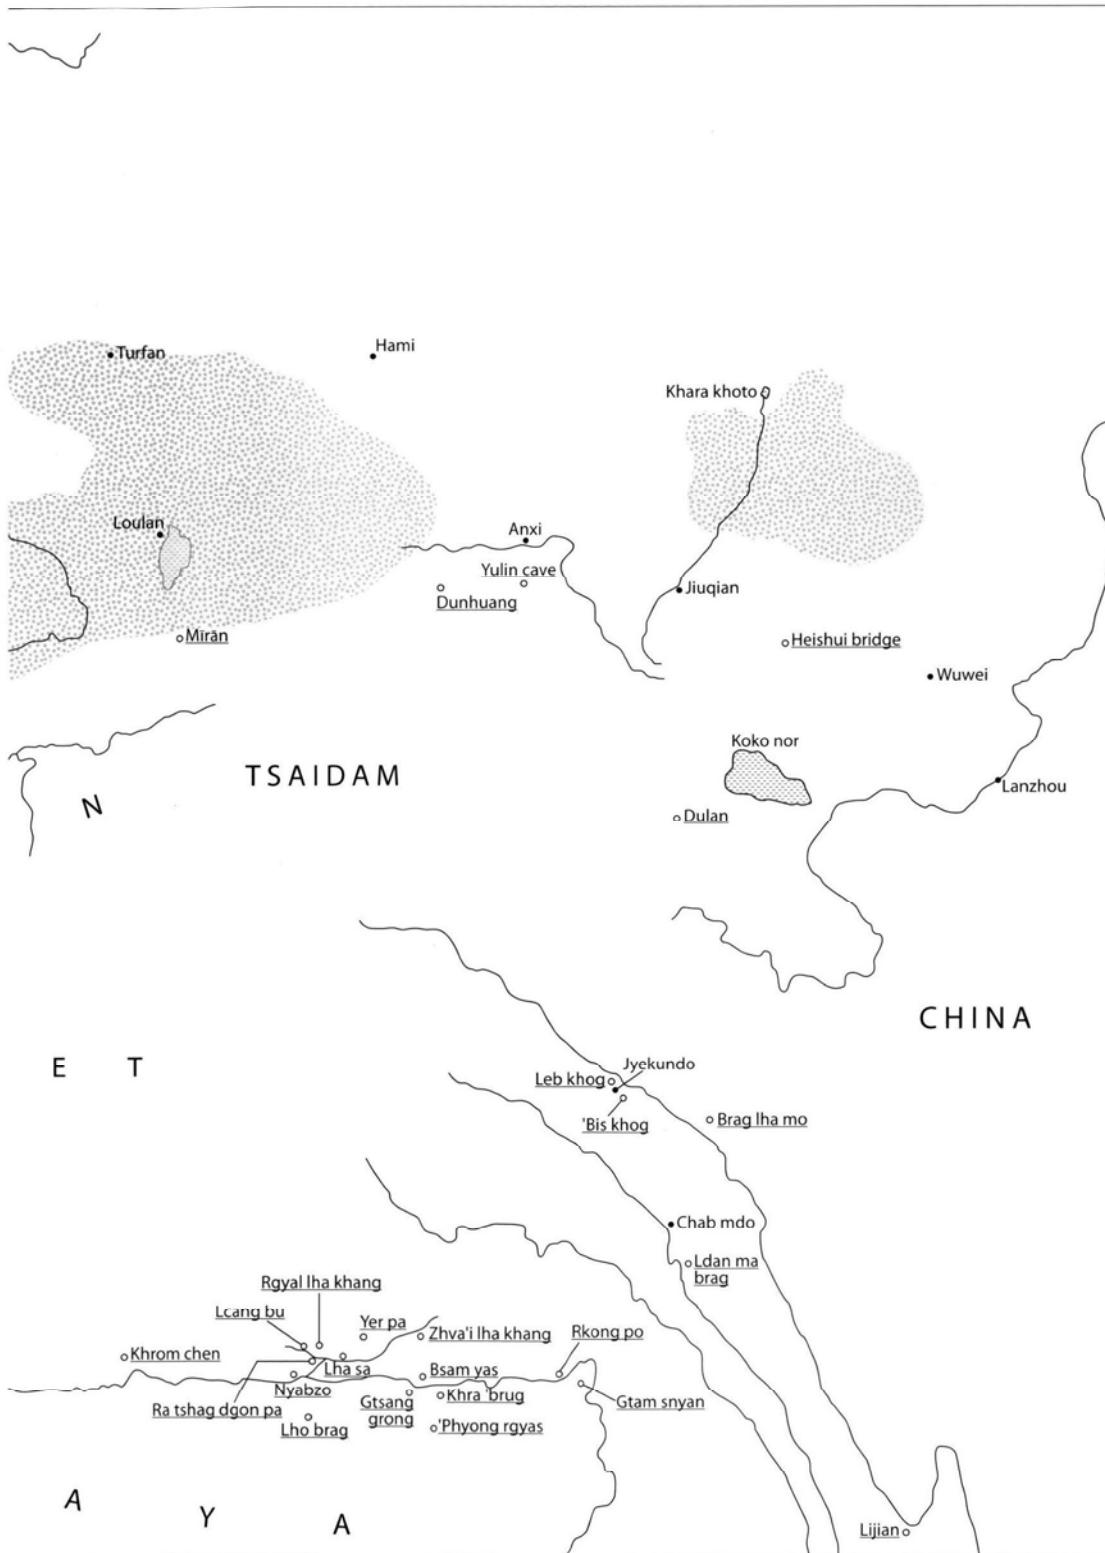 Hami
Turfan
Khara khoto
Loulan
Anxi
Yulin cave
Dunhuang
Jiuqian
Mīrān
Heishui bridge
Wuwei
Koko nor
TSAIDAM
Lanzhou
N
Dulan
CHINA
E T
Jyekundo
Leb khog
'Bis khog
Brag lha mo
Chab mdo
Ldan ma
brag
Rgyal lha khang
Lcang bu
Yer pa
Zhva'i lha khang
Rkong po
Khrom chen
Lha sa
Bsam yas
Nyabzo
Gtsang
grong
Khra 'brug
Gtam snyan
Ra tshag dgon pa
Lho brag
'Phyong rgyas
A Y A
Lijian